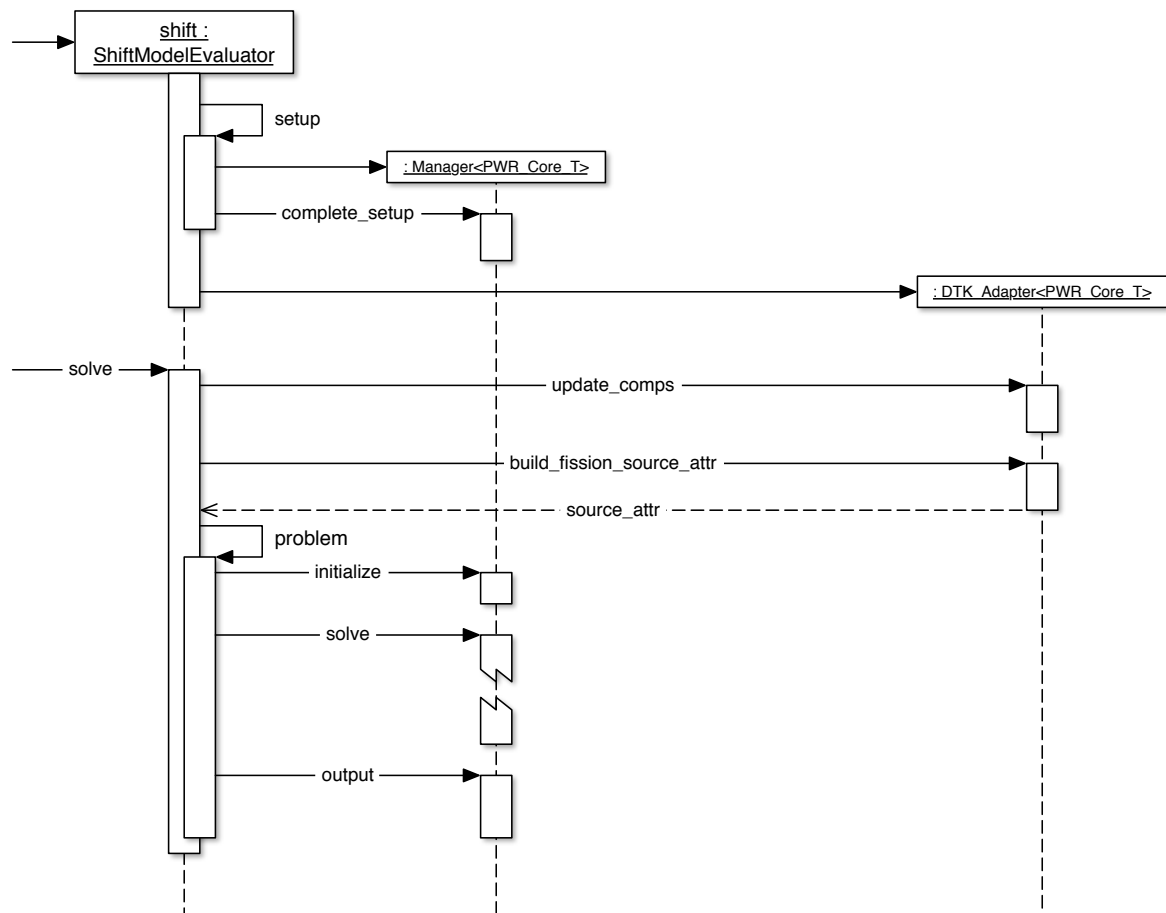 shift :
ShiftModelEvaluator
setup
: Manager<PWR_Core_T>
complete_setup
: DTK_Adapter<PWR_Core_T>
solve
update_comps
build_fission_source_attr
source_attr
problem
initialize
solve
output